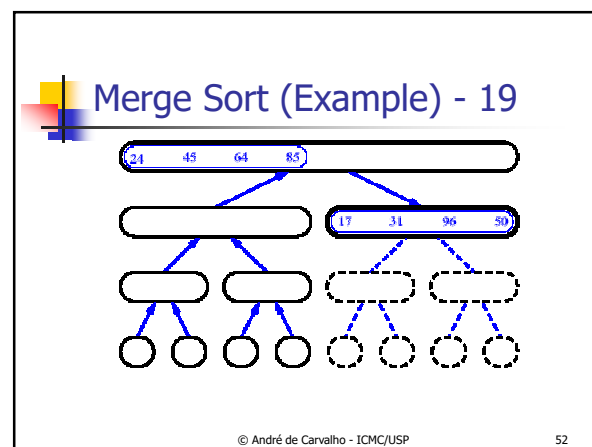 Merge Sort (Example) - 19
24 45 64 85
17 31 96 50
© André de Carvalho - ICMC/USP 52